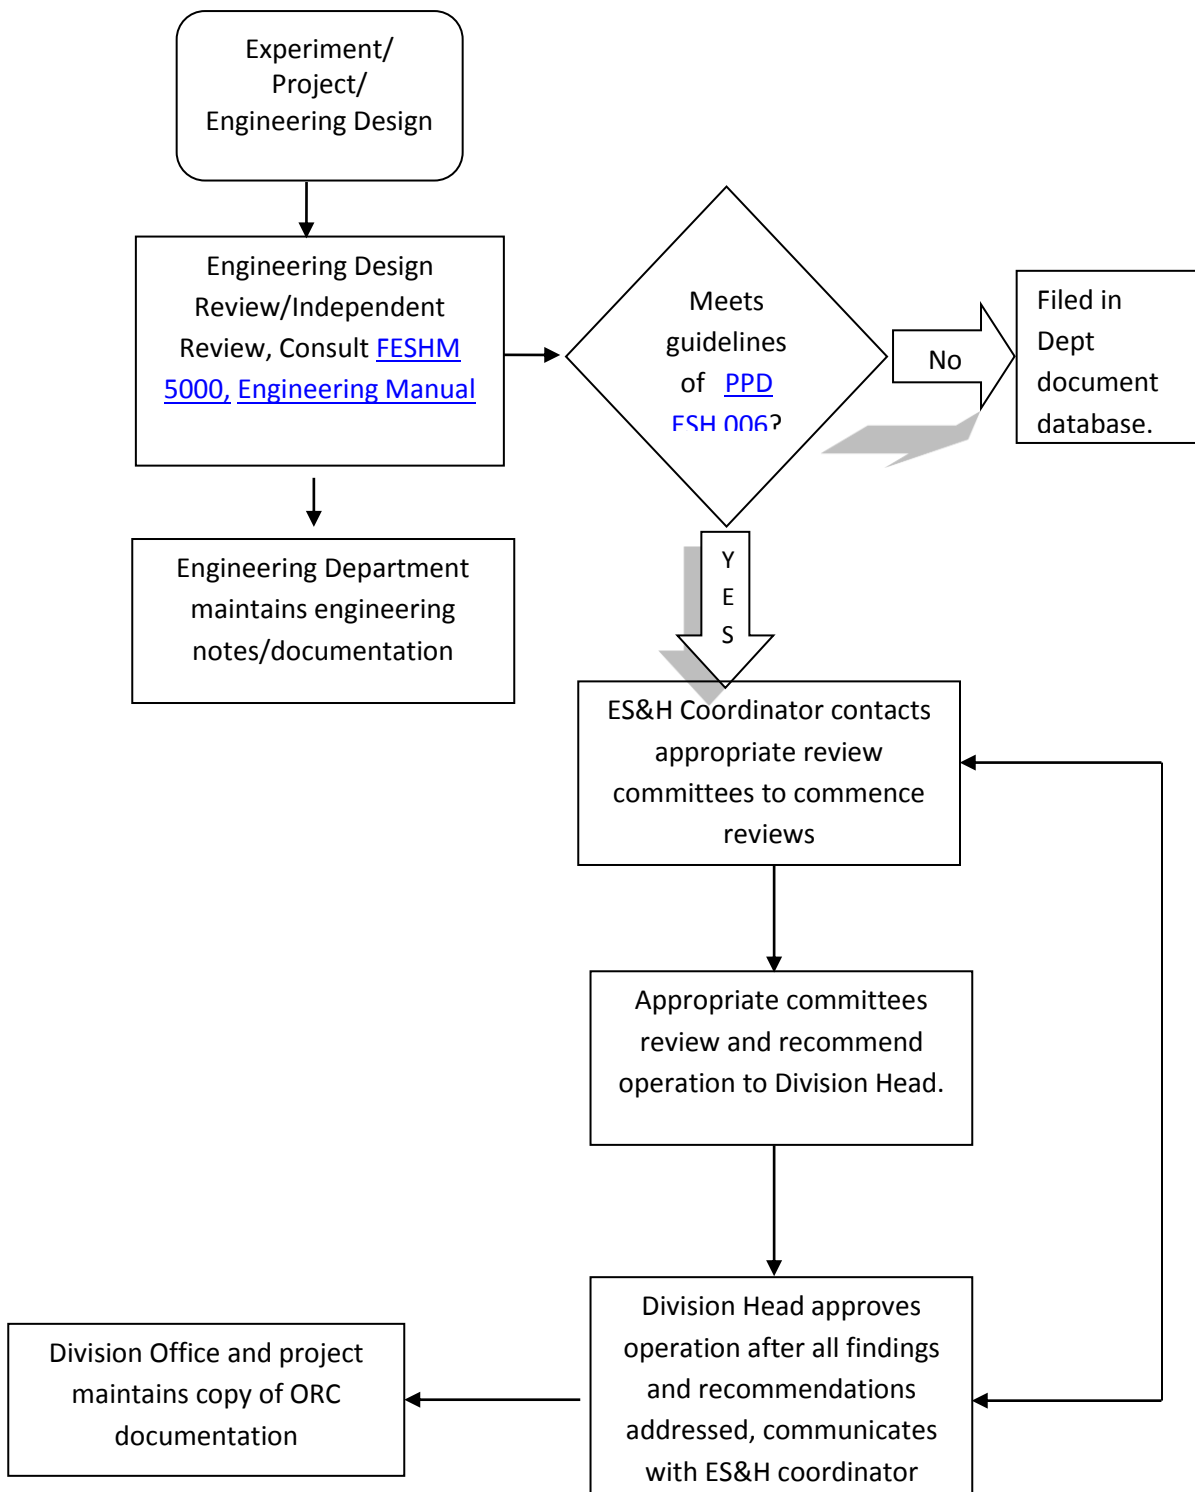 Experiment/
Project/
Engineering Design
Engineering Design
Review/Independent
Review, Consult FESHM
5000, Engineering Manual
Meets
guidelines
of PPD
ESH 006?
No
Filed in
Dept
document
database.
Engineering Department
maintains engineering
notes/documentation
Y
E
S
ES&H Coordinator contacts
appropriate review
committees to commence
reviews
Appropriate committees
review and recommend
operation to Division Head.
Division Head approves
operation after all findings
and recommendations
addressed, communicates
with ES&H coordinator
Division Office and project
maintains copy of ORC
documentation